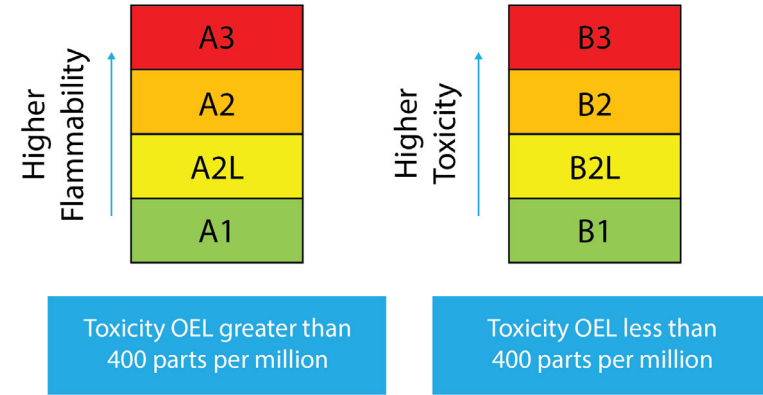 Higher
Flammability
A3
A2
A2L
A1
Toxicity OEL greater than
400 parts per million
Higher
Toxicity
B3
B2
B2L
B1
Toxicity OEL less than
400 parts per million